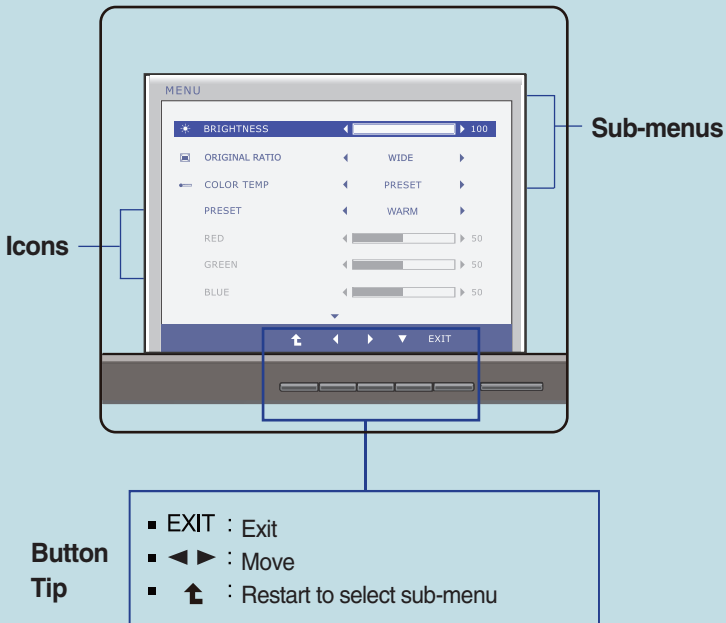 MENU
BRIGHTNESS 100
Sub-menus
ORIGINAL RATIO WIDE
COLOR TEMP PRESET
PRESET WARM
Icons
RED 50
GREEN 50
BLUE 50
EXIT
Button
Tip
EXIT : Exit
◄ ► : Move
: Restart to select sub-menu